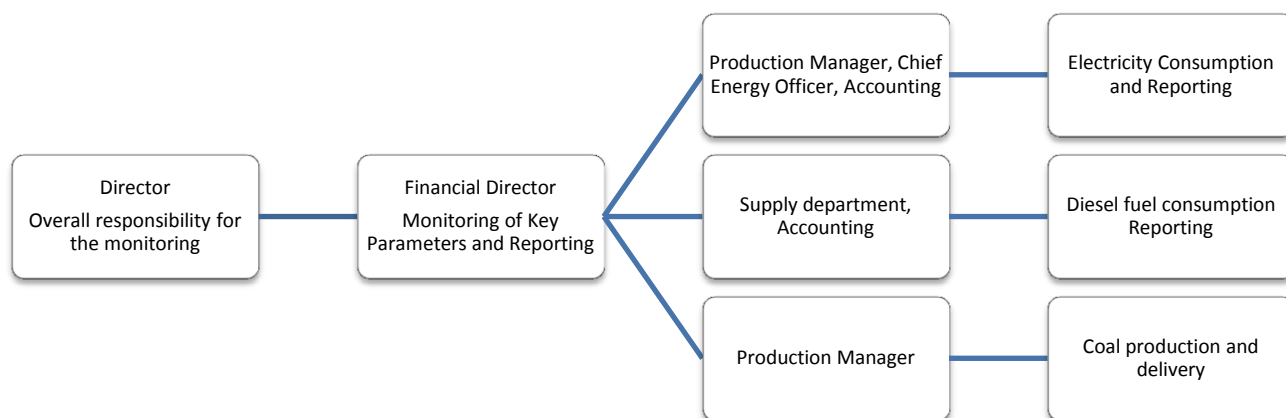 Director
Overall responsibility for
the monitoring
Financial Director
Monitoring of Key
Parameters and Reporting
Production Manager, Chief
Energy Officer, Accounting
Electricity Consumption
and Reporting
Supply department,
Accounting
Diesel fuel consumption
Reporting
Production Manager
Coal production and
delivery